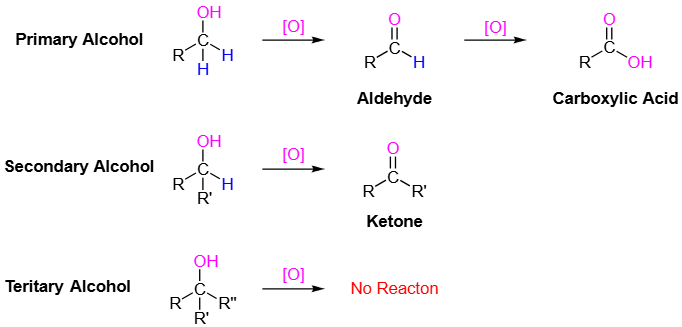 OH
Primary Alcohol
R
C
H
H
[O]
O
R
C
H
Aldehyde
[O]
O
R
C
OH
Carboxylic Acid
Secondary Alcohol
OH
R
C
H
R'
[O]
O
R
C
R'
Ketone
Teritary Alcohol
OH
R
C
R"
R'
[O]
No Reacton